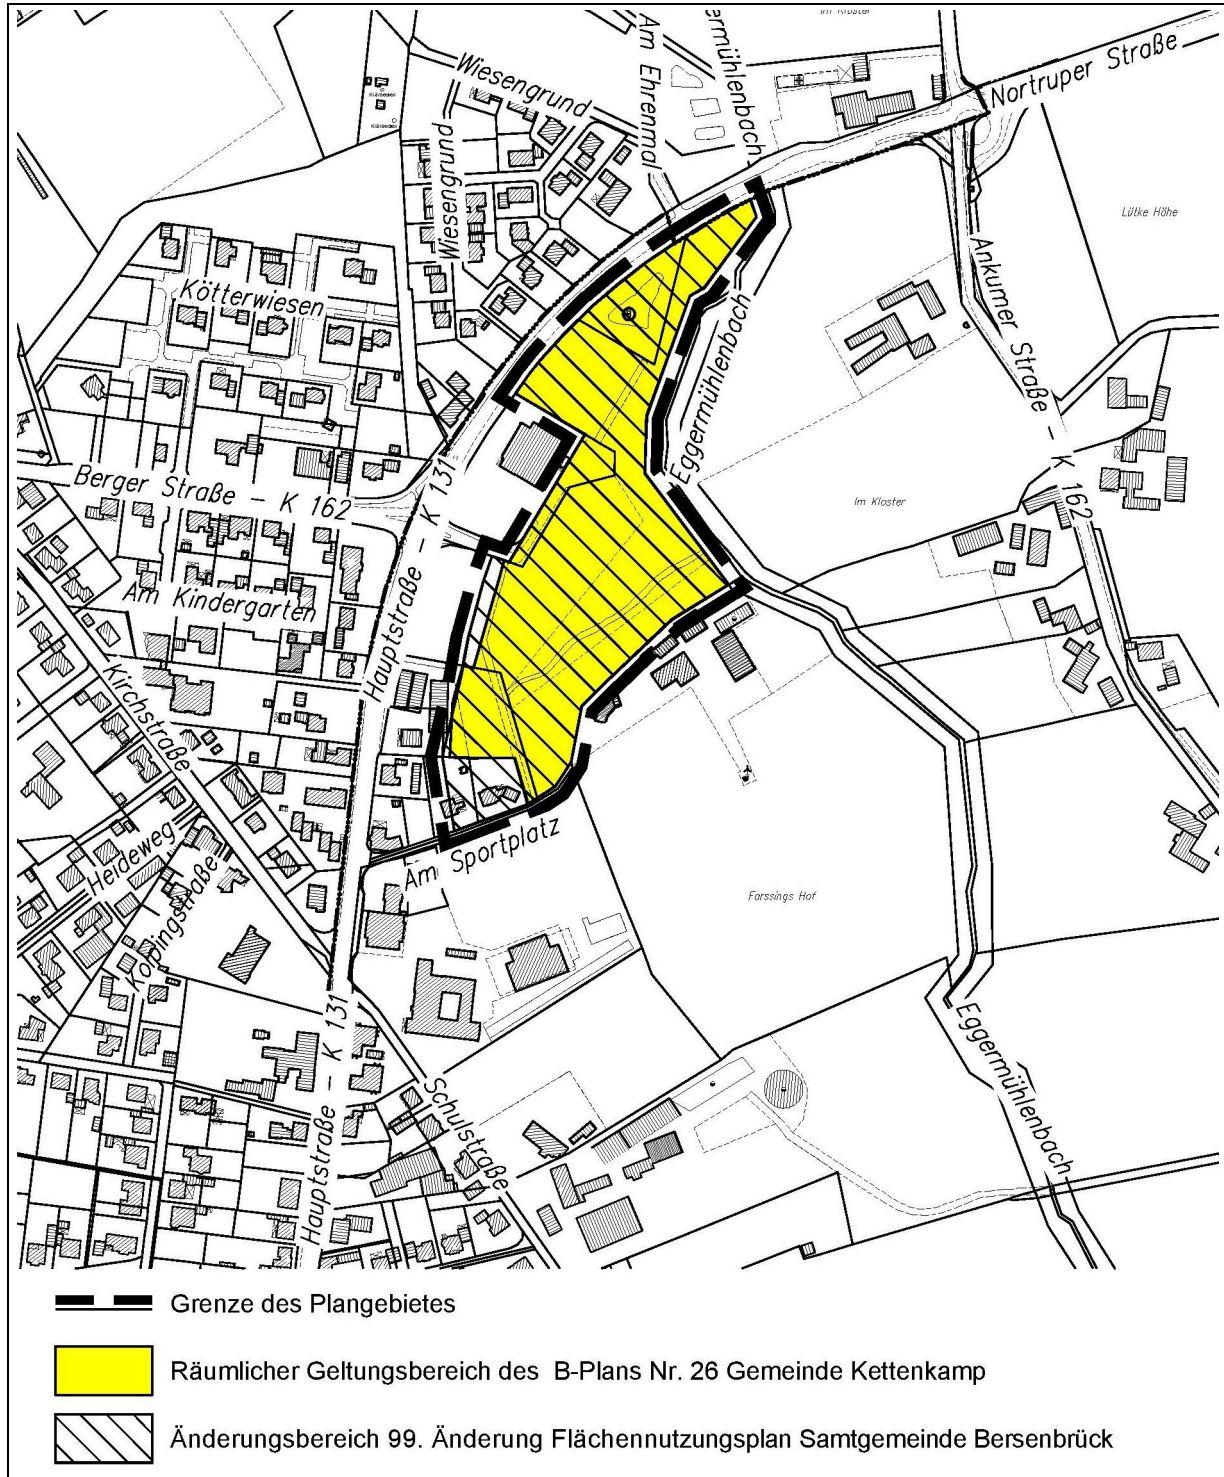 Im Kloster
Am Ehrenmal
ermühlenbach
Wiesengrund
Nortruper Straße
Wiesengrund
Lütke Höhe
Kötterwiesen
Ankumer Straße - K 162
Eggermühlenbach
Berger Straße - K 162
Hauptstraße - K 131
Im Kloster
Am Kindergarten
Kirchstraße
Heideweg
Kolpingstraße
Am Sportplatz
Farssings Hof
Hauptstraße - K 131
Schulstraße
Eggermühlenbach
Grenze des Plangebietes
Räumlicher Geltungsbereich des B-Plans Nr. 26 Gemeinde Kettenkamp
Änderungsbereich 99. Änderung Flächennutzungsplan Samtgemeinde Bersenbrück